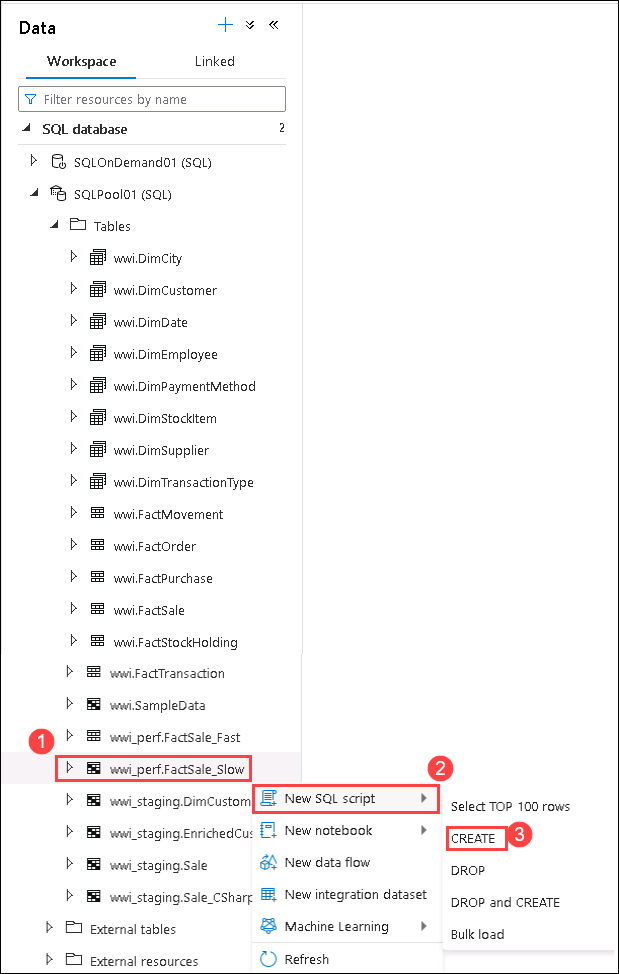 Data
Workspace Linked
Filter resources by name
SQL database 2
SQLOnDemand01 (SQL)
SQLPool01 (SQL)
Tables
wwi.DimCity
wwi.DimCustomer
wwi.DimDate
wwi.DimEmployee
wwi.DimPaymentMethod
wwi.DimStockItem
wwi.DimSupplier
wwi.DimTransactionType
wwi.FactMovement
wwi.FactOrder
wwi.FactPurchase
wwi.FactSale
wwi.FactStockHolding
wwi.FactTransaction
wwi.SampleData
1
wwi_perf.FactSale_Fast
wwi_perf.FactSale_Slow
wwi_staging.DimCustom
wwi_staging.EnrichedCus
wwi_staging.Sale
wwi_staging.Sale_CSharp
External tables
External resources
2
New SQL script
New notebook
New data flow
New integration dataset
Machine Learning
Refresh
Select TOP 100 rows
CREATE 3
DROP
DROP and CREATE
Bulk load